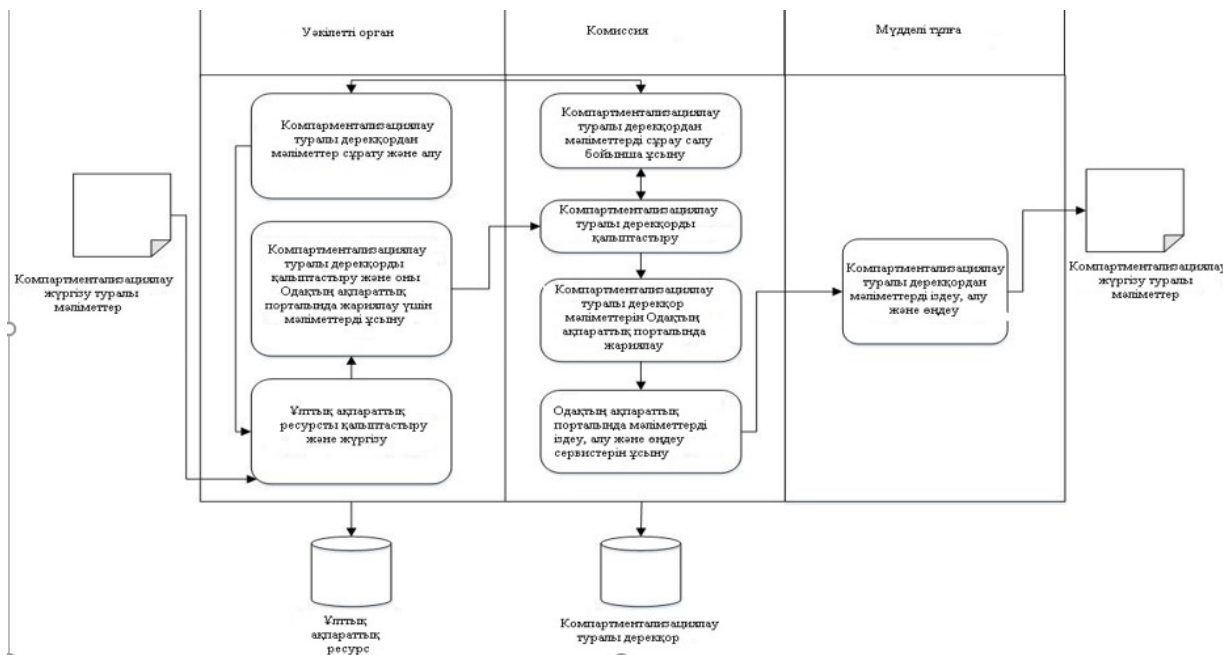 Уәкілетті орган
Комиссия
Мүдделі тұлға
Компарментализациялау
туралы дерекқордан
мәліметтер сұрату және алу
Компартментализациялау
туралы дерекқордан
мәліметтерді сұрау салу
бойынша ұсыну
Компартментализациялау
туралы дерекқорды
қалыптастыру
Компартментализациялау
жүргізу туралы
мәліметтер
Компартментализациялау
туралы дерекқорды
қалыптастыру және оны
Одақтың ақпараттық
порталында жариялау үшін
мәліметтерді ұсыну
Компартментализациялау
туралы дерекқор
мәліметтерін Одақтың
ақпараттық порталында
жариялау
Компартментализациялау
туралы дерекқордан
мәліметтерді іздеу, алу
және өңдеу
Компартментализациялау
жүргізу туралы
мәліметтер
Ұлттық ақпараттық
ресурсты қалыптастыру
және жүргізу
Одақтың ақпараттық
порталында мәліметтерді
іздеу, алу және өңдеу
сервистерін ұсыну
Ұлттық
ақпараттық
ресурс
Компартментализациялау
туралы дерекқор